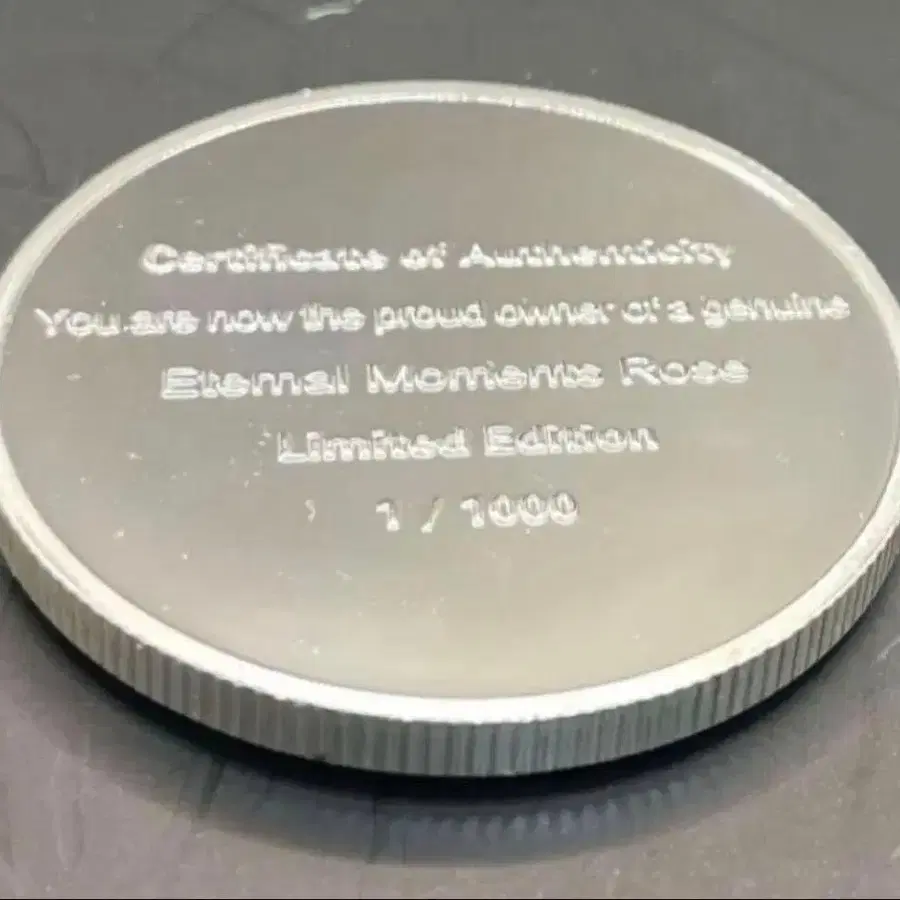 Certificate of Authenticity
You are now the proud owner of a genuine
Eternal Moments Rose
Limited Edition
1 / 1000